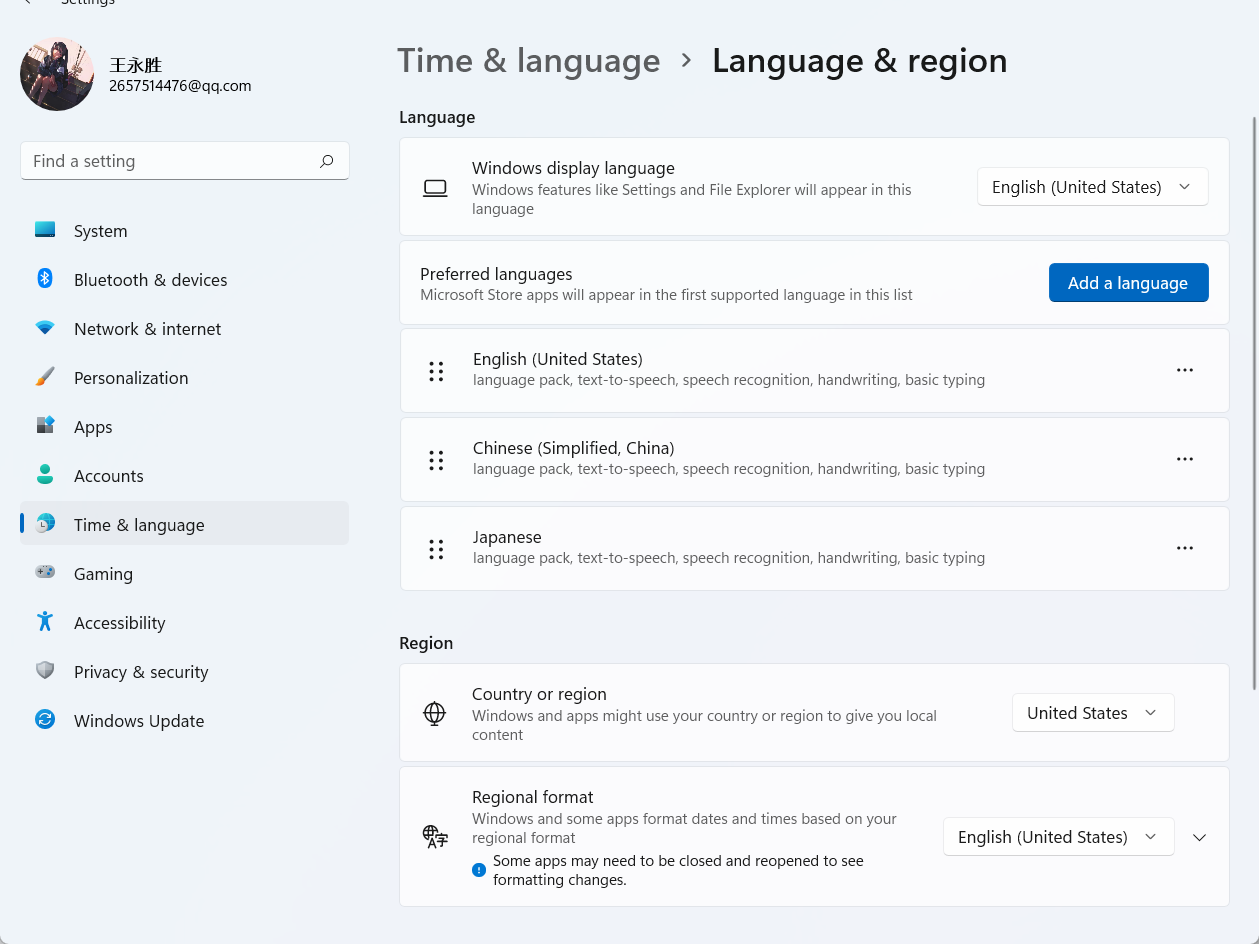 Settings
王永胜
2657514476@qq.com
Find a setting
System
Bluetooth & devices
Network & internet
Personalization
Apps
Accounts
Time & language
Gaming
Accessibility
Privacy & security
Windows Update
Time & language › Language & region
Language
Windows display language
Windows features like Settings and File Explorer will appear in this
language
English (United States)
Preferred languages
Microsoft Store apps will appear in the first supported language in this list
Add a language
English (United States)
language pack, text-to-speech, speech recognition, handwriting, basic typing
Chinese (Simplified, China)
language pack, text-to-speech, speech recognition, handwriting, basic typing
Japanese
language pack, text-to-speech, speech recognition, handwriting, basic typing
Region
Country or region
Windows and apps might use your country or region to give you local
content
United States
Regional format
Windows and some apps format dates and times based on your
regional format
Some apps may need to be closed and reopened to see
formatting changes.
English (United States)